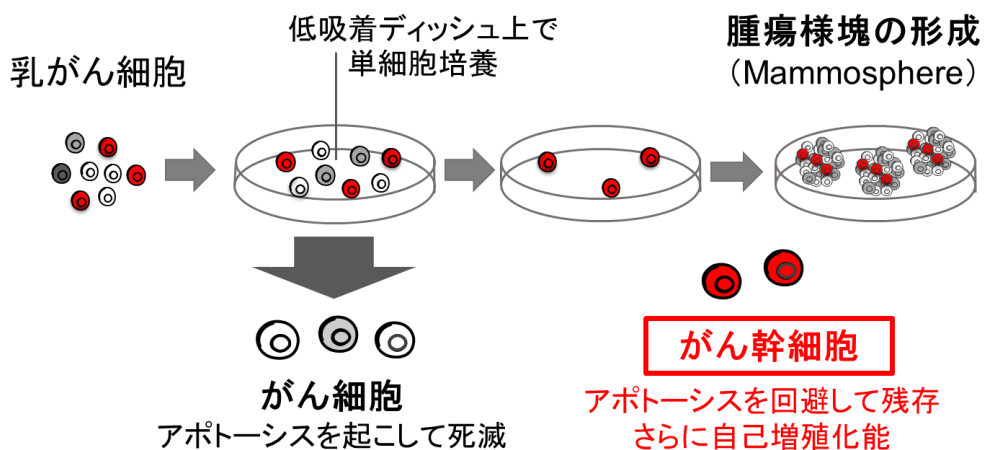 乳がん細胞
低吸着ディッシュ上で
単細胞培養
腫瘍様塊の形成
(Mammosphere)
がん細胞
アポトーシスを起こして死滅
がん幹細胞
アポトーシスを回避して残存
さらに自己増殖化能